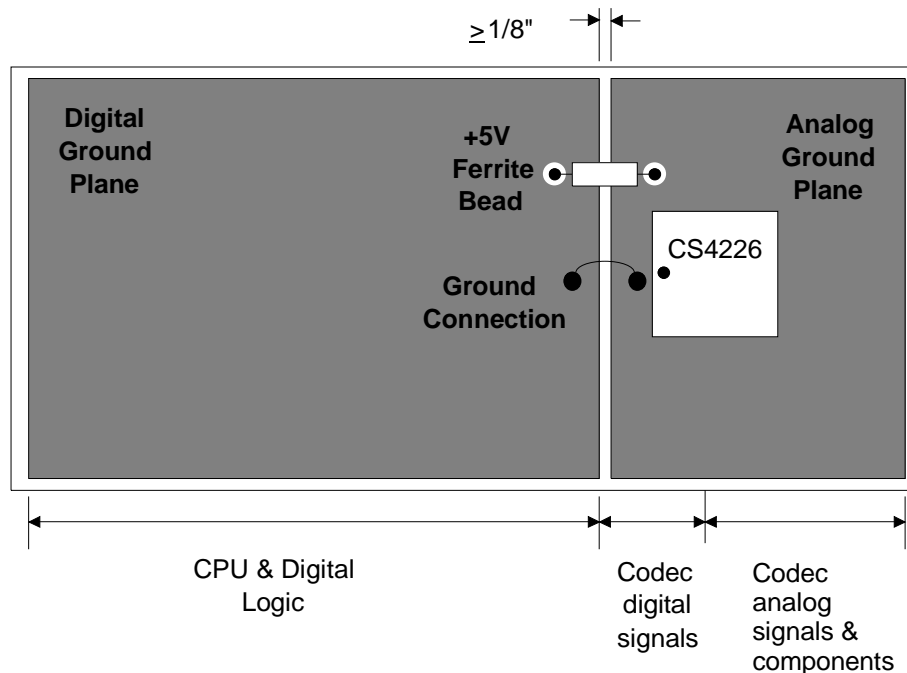 ≥1/8"
Digital
Ground
Plane
+5V
Ferrite
Bead
Analog
Ground
Plane
CS4226
Ground
Connection
CPU & Digital
Logic
Codec
digital
signals
Codec
analog
signals &
components